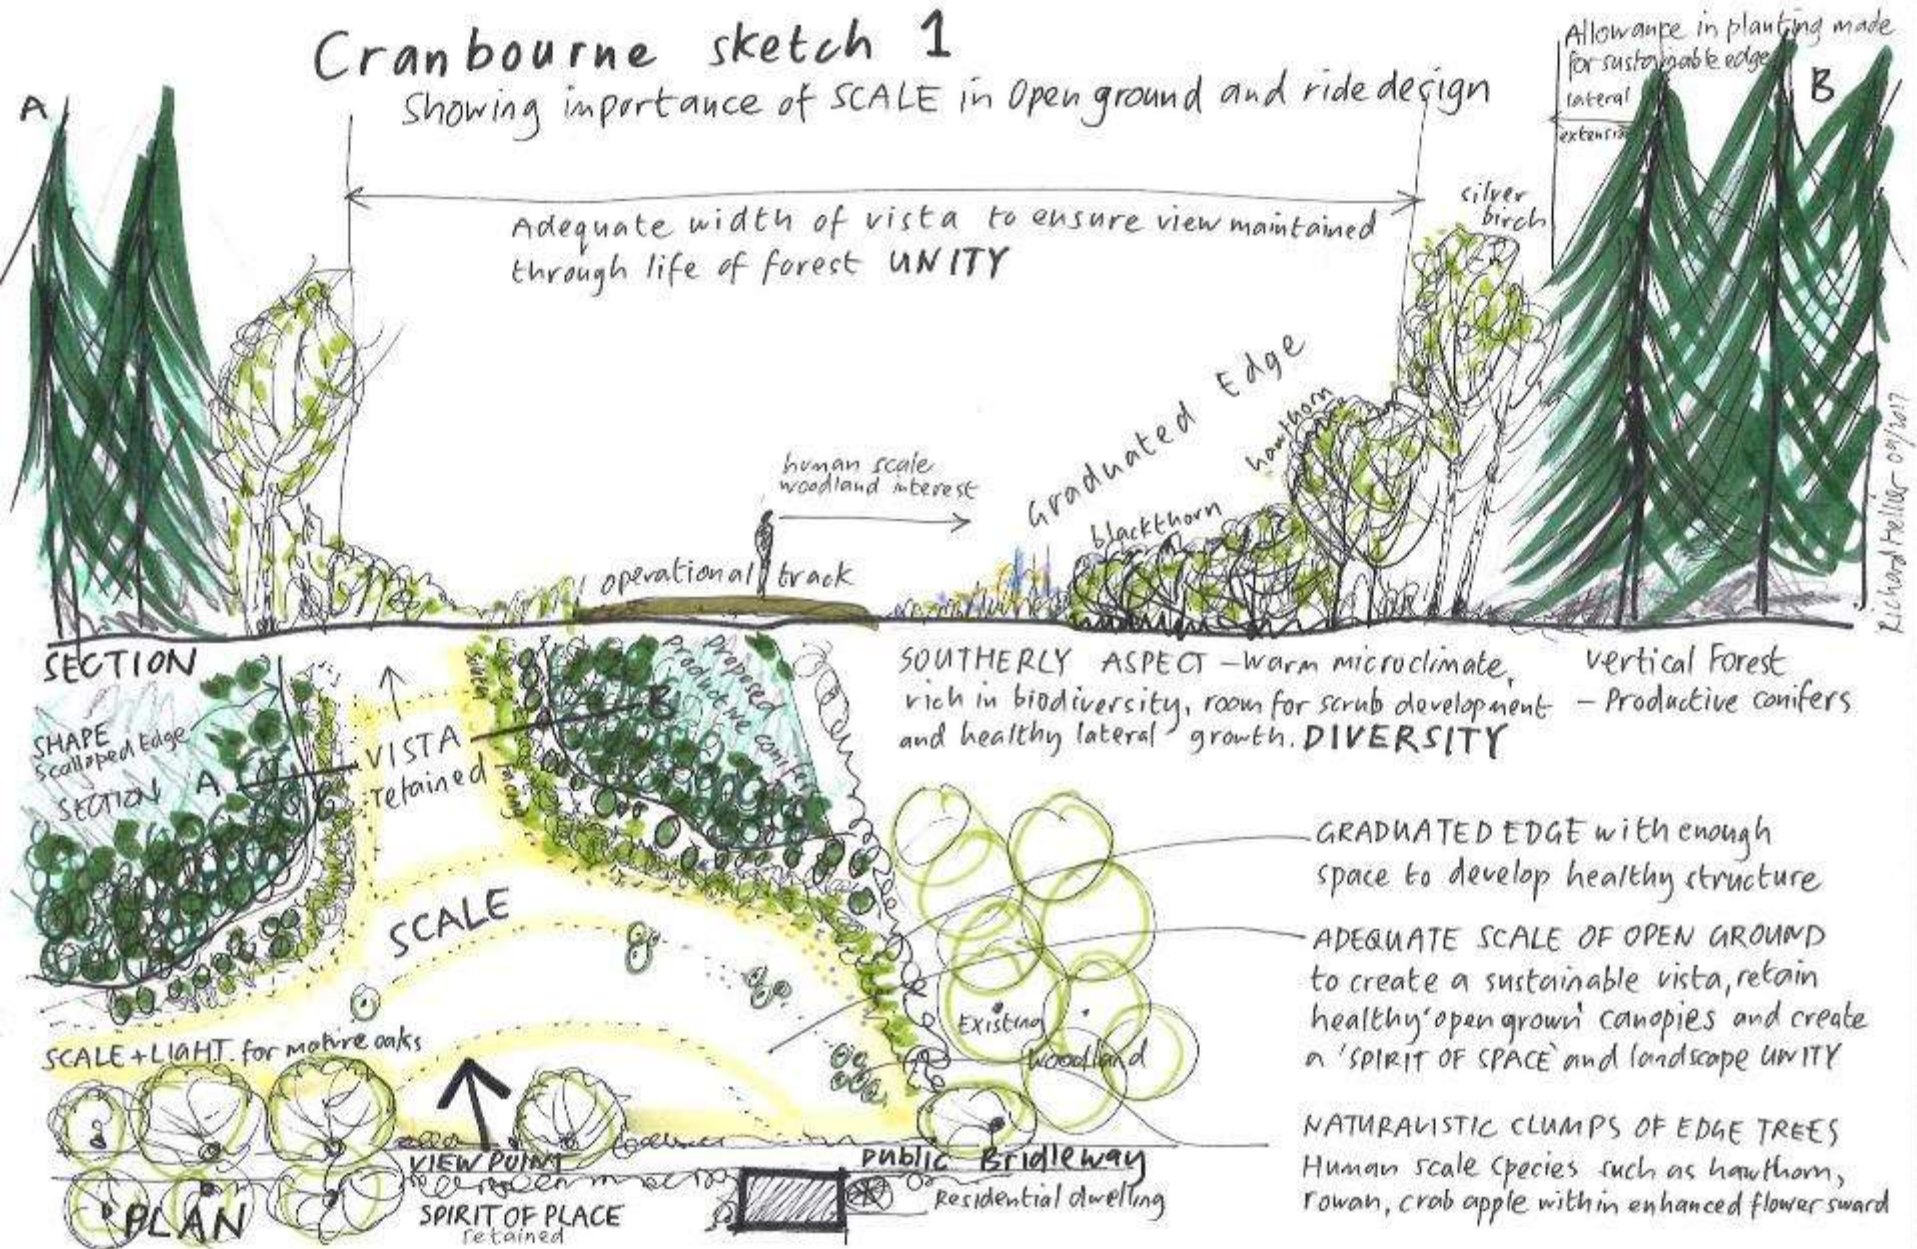 Cranbourne sketch 1
Showing importance of SCALE in open ground and ride design
Allowance in planting made
for sustainable edge
lateral
extension
A
B
Adequate width of vista to ensure view maintained
through life of forest UNITY
silver
birch
Graduated Edge
hawthorn
blackthorn
human scale
woodland interest
operational track
Richard Hellier 09/2017
SECTION
SOUTHERLY ASPECT – warm microclimate,
rich in biodiversity, room for scrub development
and healthy lateral growth. DIVERSITY
Vertical Forest
– Productive conifers
SHAPE
Scalloped Edge
SECTION A
VISTA
retained
B
Proposed
Productive conifer
South
facing
SCALE
GRADUATED EDGE with enough
space to develop healthy structure
ADEQUATE SCALE OF OPEN GROUND
to create a sustainable vista, retain
healthy 'open grown' canopies and create
a 'SPIRIT OF SPACE' and landscape UNITY
Existing
woodland
SCALE + LIGHT for mature oaks
NATURALISTIC CLUMPS OF EDGE TREES
Human scale species such as hawthorn,
rowan, crab apple within enhanced flower sward
VIEW POINT
Public Bridleway
Residential dwelling
PLAN
SPIRIT OF PLACE
retained